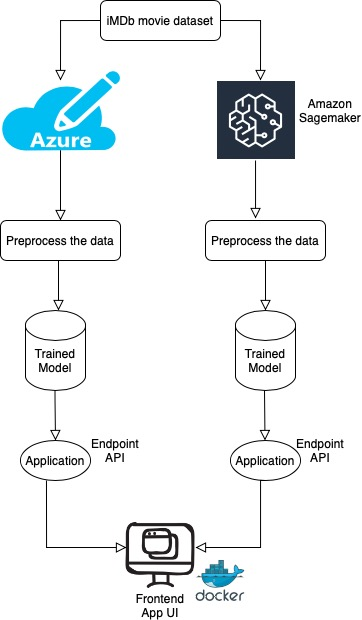 iMDb movie dataset
Azure
Amazon
Sagemaker
Preprocess the data
Preprocess the data
Trained
Model
Trained
Model
Endpoint
API
Application
Endpoint
API
Application
Frontend
App UI
docker